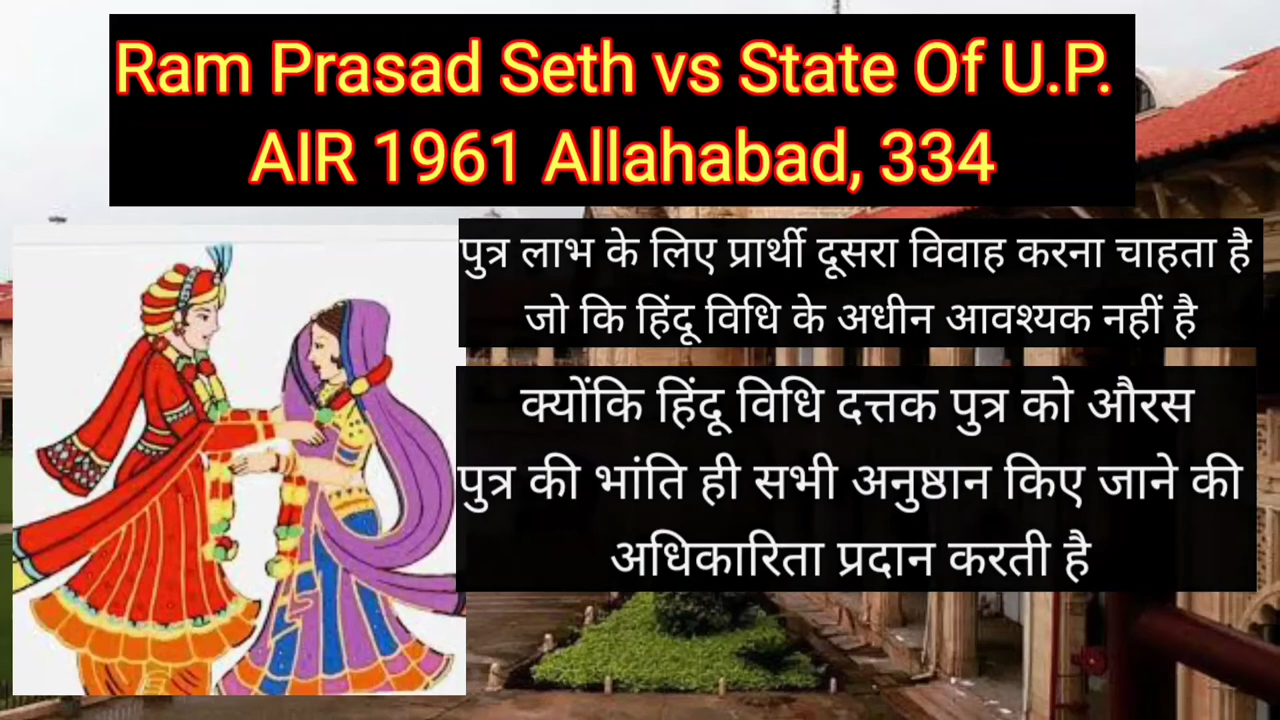 Ram Prasad Seth vs State Of U.P.
AIR 1961 Allahabad, 334
पुत्र लाभ के लिए प्रार्थी दूसरा विवाह करना चाहता है
जो कि हिंदू विधि के अधीन आवश्यक नहीं है
क्योंकि हिंदू विधि दत्तक पुत्र को औरस
पुत्र की भांति ही सभी अनुष्ठान किए जाने की
अधिकारिता प्रदान करती है